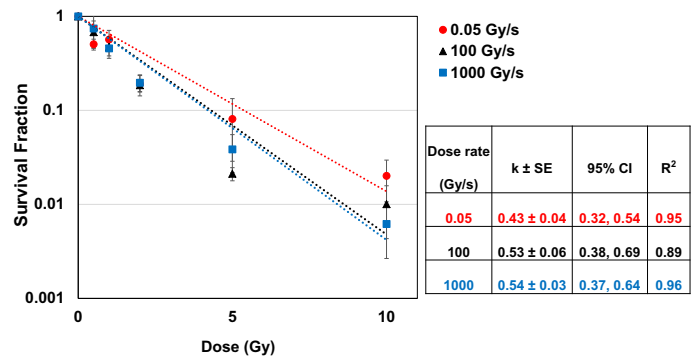 1
0.1
0.01
0.001
Survival Fraction
0
5
10
Dose (Gy)
0.05 Gy/s
100 Gy/s
1000 Gy/s
Dose rate (Gy/s) k ± SE 95% CI R²
0.05 0.43 ± 0.04 0.32, 0.54 0.95
100 0.53 ± 0.06 0.38, 0.69 0.89
1000 0.54 ± 0.03 0.37, 0.64 0.96